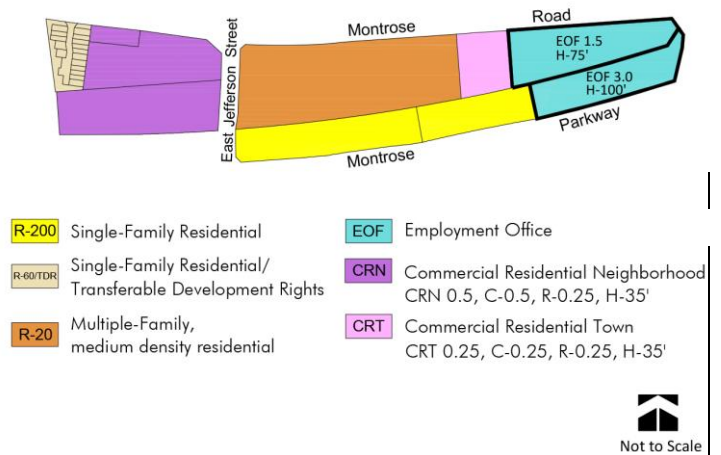 Montrose Road
East Jefferson Street
EOF 1.5
H-75'
EOF 3.0
H-100'
Montrose Parkway
R-200 Single-Family Residential
R-60/TDR Single-Family Residential/
Transferable Development Rights
R-20 Multiple-Family,
medium density residential
EOF Employment Office
CRN Commercial Residential Neighborhood
CRN 0.5, C-0.5, R-0.25, H-35'
CRT Commercial Residential Town
CRT 0.25, C-0.25, R-0.25, H-35'
Not to Scale